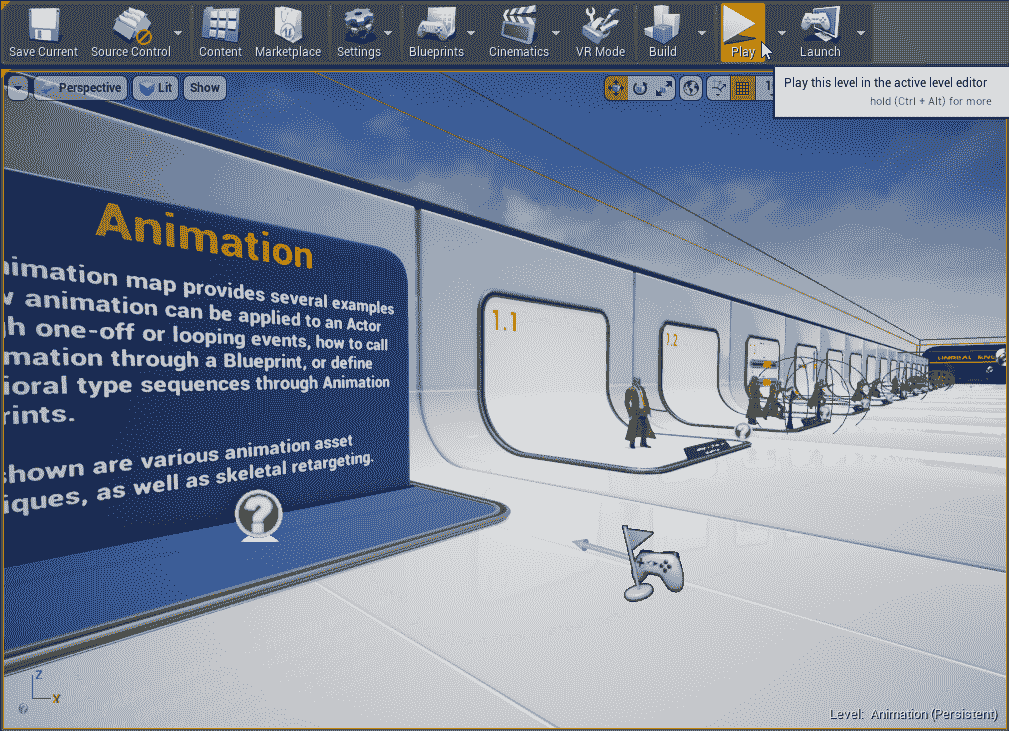 Save Current
Source Control
Content
Marketplace
Settings
Blueprints
Cinematics
VR Mode
Build
Play
Launch
Play this level in the active level editor
hold (Ctrl + Alt) for more
Perspective
Lit
Show
1
Animation
imation map provides several examples
animation can be applied to an Actor
h one-off or looping events, how to call
mation through a Blueprint, or define
ioral type sequences through Animation
rints.
shown are various animation asset
iques, as well as skeletal retargeting.
1.1
1.2
UNREAL ENG
?
Z
Y
Level: Animation (Persistent)